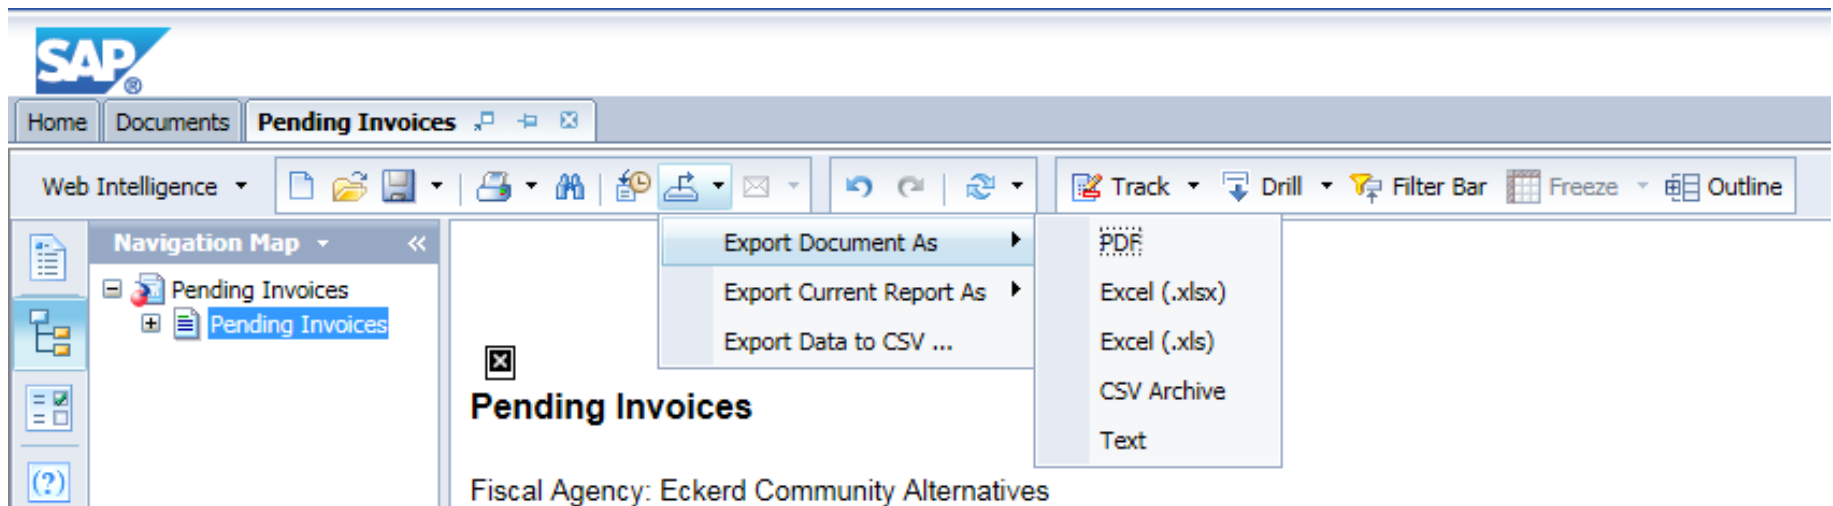 SAP®
Home Documents Pending Invoices
Web Intelligence Track Drill Filter Bar Freeze Outline
Navigation Map «
Pending Invoices
Pending Invoices
Export Document As
Export Current Report As
Export Data to CSV ...
PDF
Excel (.xlsx)
Excel (.xls)
CSV Archive
Text
(?)
Pending Invoices
Fiscal Agency: Eckerd Community Alternatives